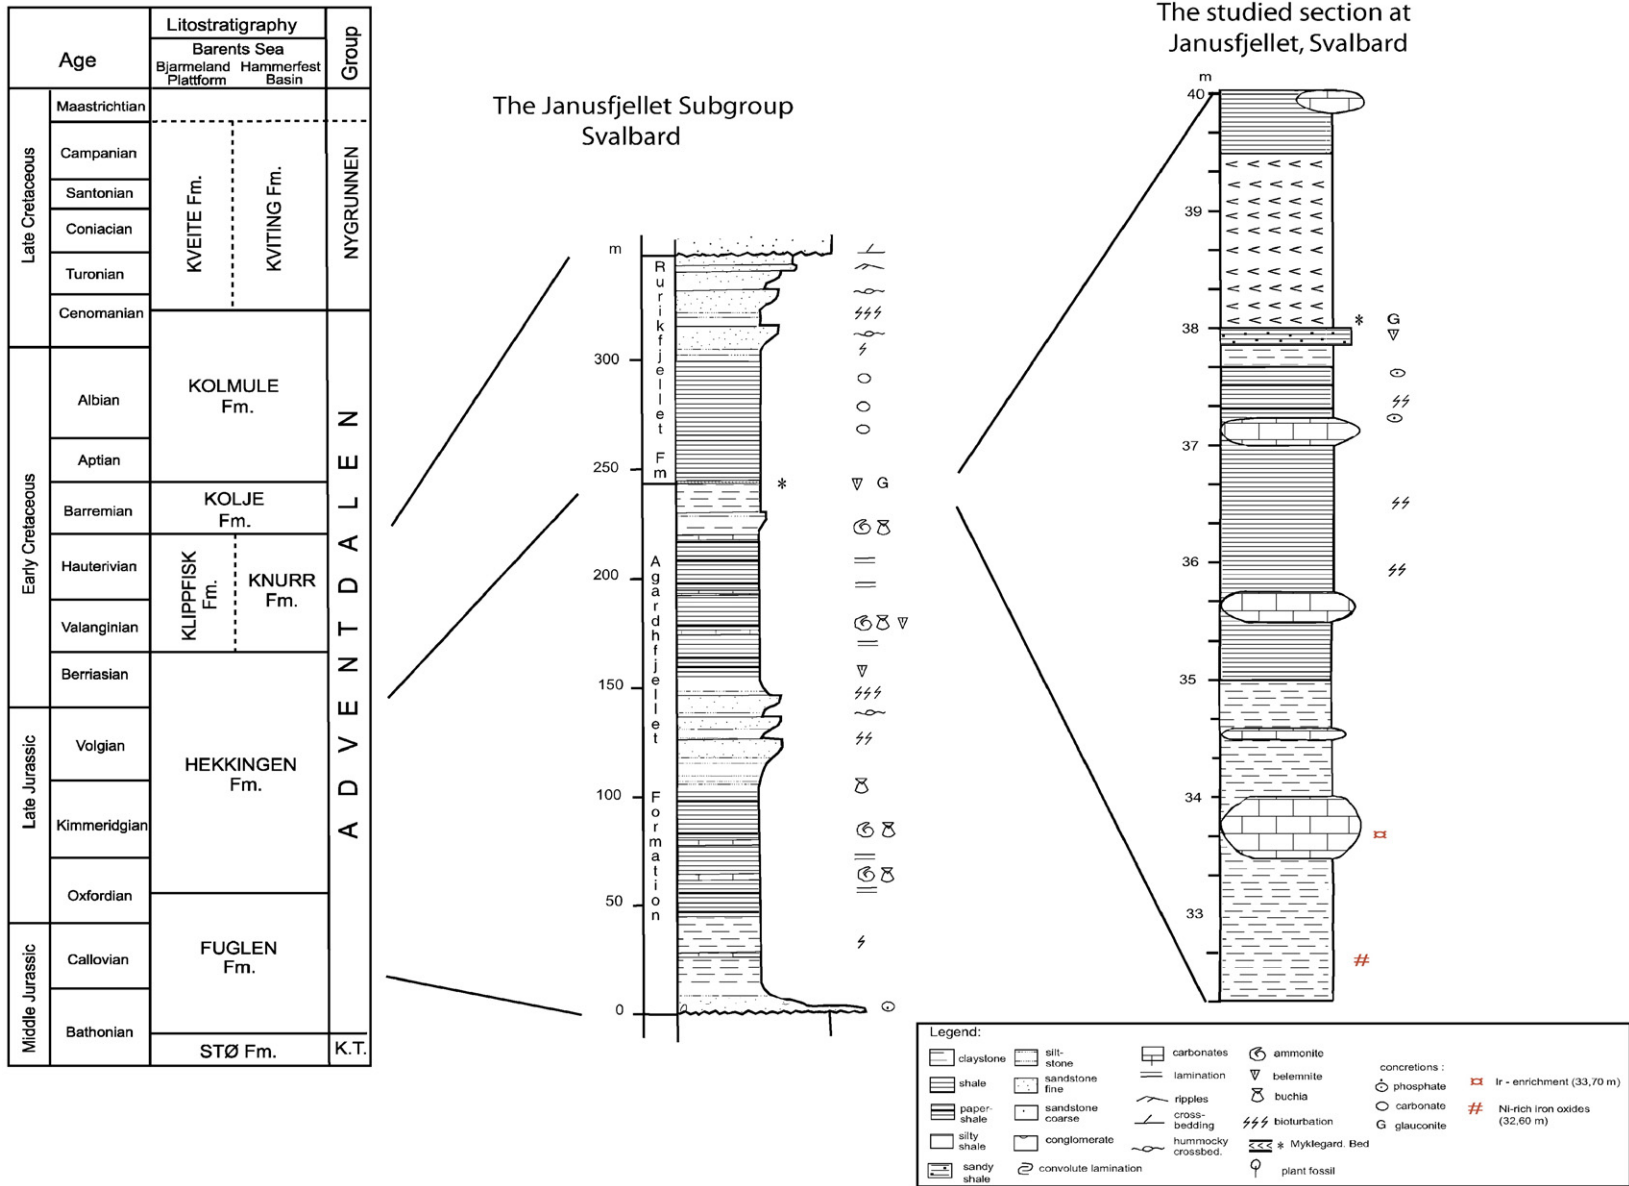 Age
Litostratigraphy
Barents Sea
Bjarmeland
Plattform
Hammerfest
Basin
Group
Late Cretaceous
Early Cretaceous
Late Jurassic
Middle Jurassic
Maastrichtian
Campanian
Santonian
Coniacian
Turonian
Cenomanian
Albian
Aptian
Barremian
Hauterivian
Valanginian
Berriasian
Volgian
Kimmeridgian
Oxfordian
Callovian
Bathonian
KVEITE Fm.
KVITING Fm.
KOLMULE
Fm.
KOLJE
Fm.
KLIPPFISK
Fm.
KNURR
Fm.
HEKKINGEN
Fm.
FUGLEN
Fm.
STØ Fm.
NYGRUNNEN
ADVENTDALEN
K.T.
The Janusfjellet Subgroup
Svalbard
m
300
250
200
150
100
50
0
Rurikfjellet Fm
Agardhfjellet Formation
*
G
The studied section at
Janusfjellet, Svalbard
m
40
39
38
37
36
35
34
33
*
G
¤
#
Legend:
claystone
shale
paper-
shale
silty
shale
sandy
shale
silt-
stone
sandstone
fine
sandstone
coarse
conglomerate
convolute lamination
carbonates
lamination
ripples
cross-
bedding
hummocky
crossbed.
ammonite
belemnite
buchia
bioturbation
* Myklegard. Bed
plant fossil
concretions :
phosphate
carbonate
G glauconite
¤ Ir - enrichment (33,70 m)
# Ni-rich iron oxides
(32,60 m)